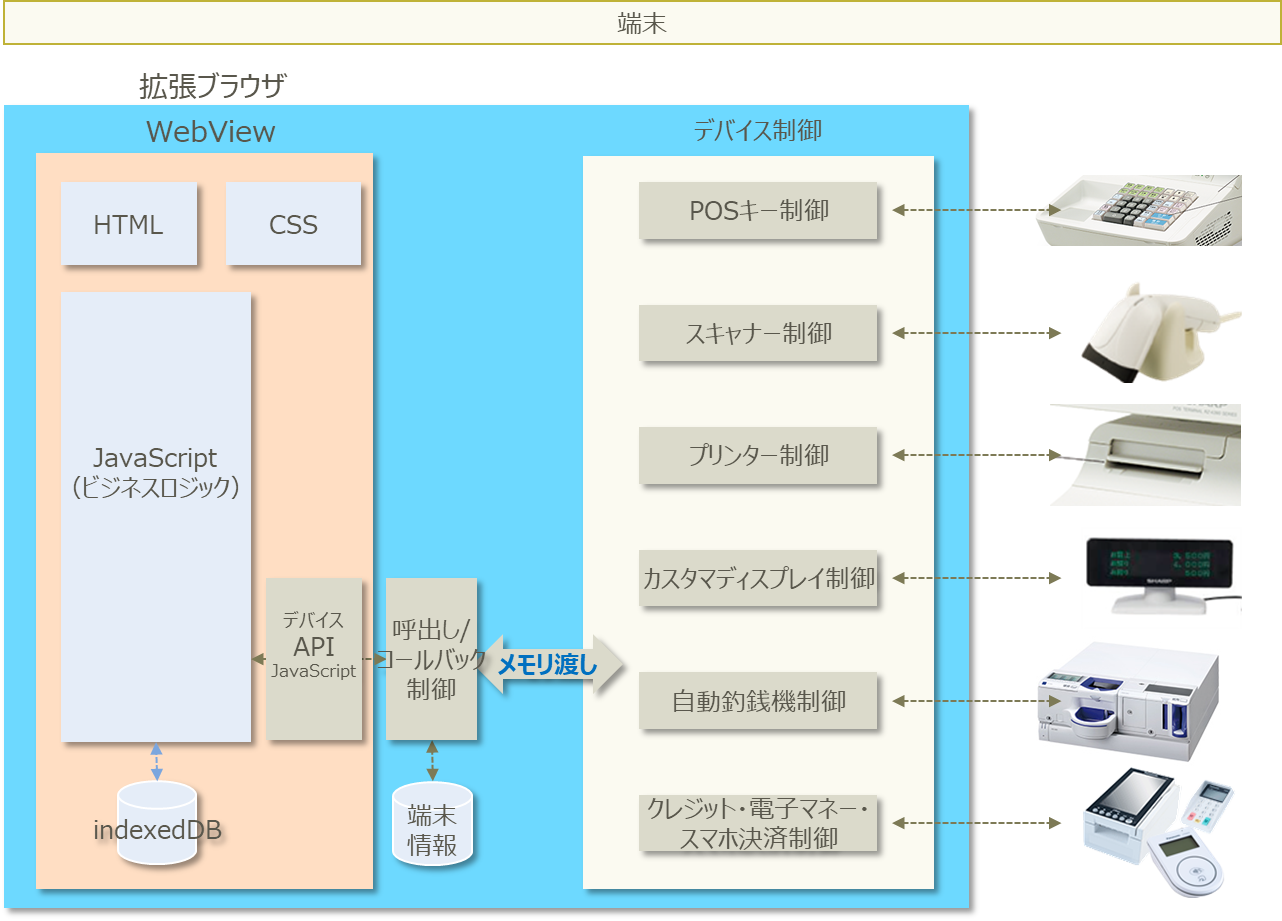 端末
拡張ブラウザ
WebView
デバイス制御
HTML
CSS
JavaScript
（ビジネスロジック）
デバイス
API
JavaScript
呼出し/
コールバック
制御
メモリ渡し
indexedDB
端末
情報
POSキー制御
スキャナー制御
プリンター制御
カスタマディスプレイ制御
自動釣銭機制御
クレジット・電子マネー・
スマホ決済制御
SHARP